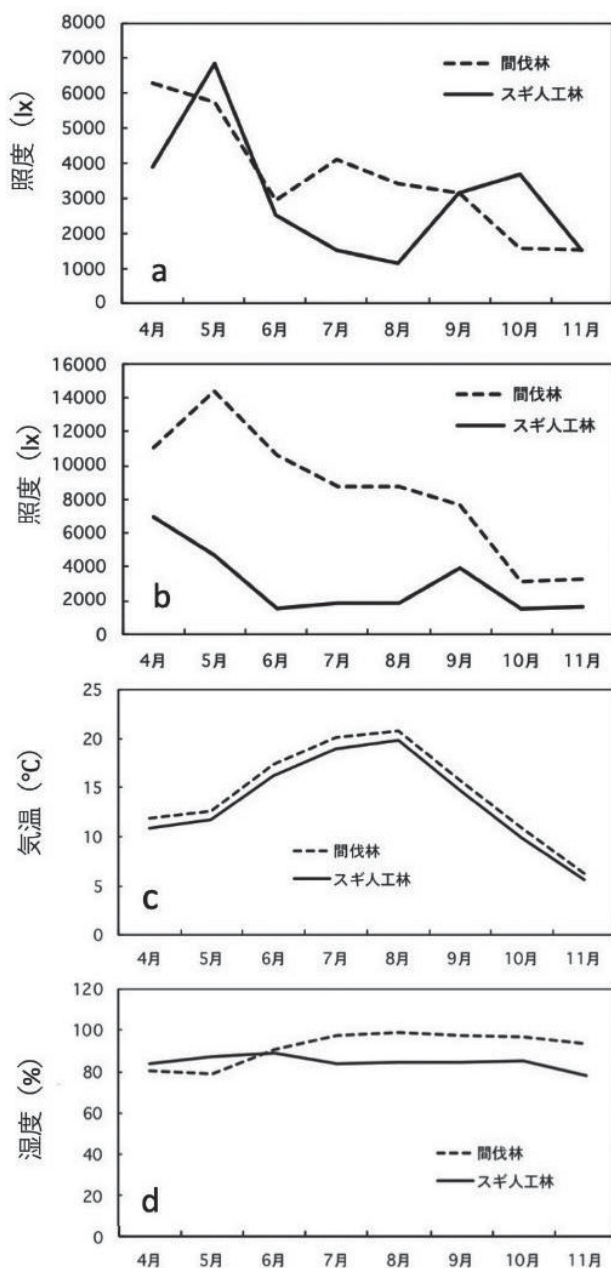 8000
7000
6000
5000
4000
3000
2000
1000
0
照度 (lx)
間伐林
スギ人工林
a
4月 5月 6月 7月 8月 9月 10月 11月
16000
14000
12000
10000
8000
6000
4000
2000
0
照度 (lx)
間伐林
スギ人工林
b
4月 5月 6月 7月 8月 9月 10月 11月
25
20
15
10
5
0
気温 (℃)
間伐林
スギ人工林
c
4月 5月 6月 7月 8月 9月 10月 11月
120
100
80
60
40
20
0
湿度 (%)
間伐林
スギ人工林
d
4月 5月 6月 7月 8月 9月 10月 11月